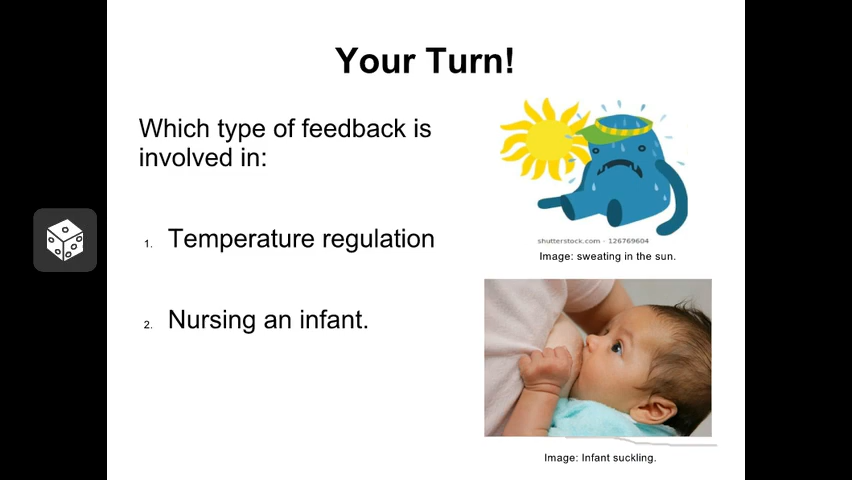 Your Turn!
Which type of feedback is
involved in:
1. Temperature regulation
2. Nursing an infant.
shutterstock.com · 126769604
Image: sweating in the sun.
Image: Infant suckling.